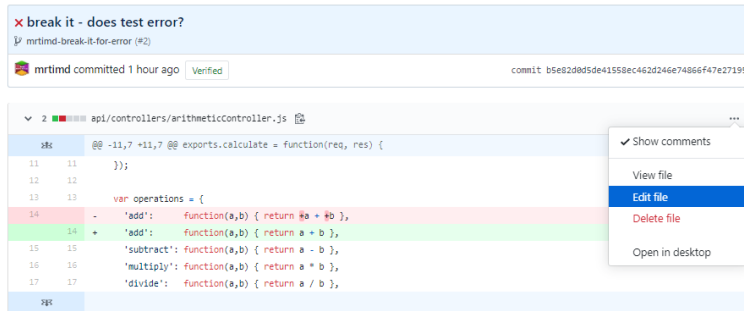 × break it - does test error?
mrtimd-break-it-for-error (#2)
mrtimd committed 1 hour ago Verified
commit b5e82d0d5de41558ec462d246e74866f47e27195
2 api/controllers/arithmeticController.js
...
@@ -11,7 +11,7 @@ exports.calculate = function(req, res) {
✓ Show comments
11 11 });
12 12
View file
13 13 var operations = {
Edit file
14 - 'add': function(a,b) { return +a + +b },
Delete file
14 + 'add': function(a,b) { return a + b },
15 15 'subtract': function(a,b) { return a - b },
Open in desktop
16 16 'multiply': function(a,b) { return a * b },
17 17 'divide': function(a,b) { return a / b },